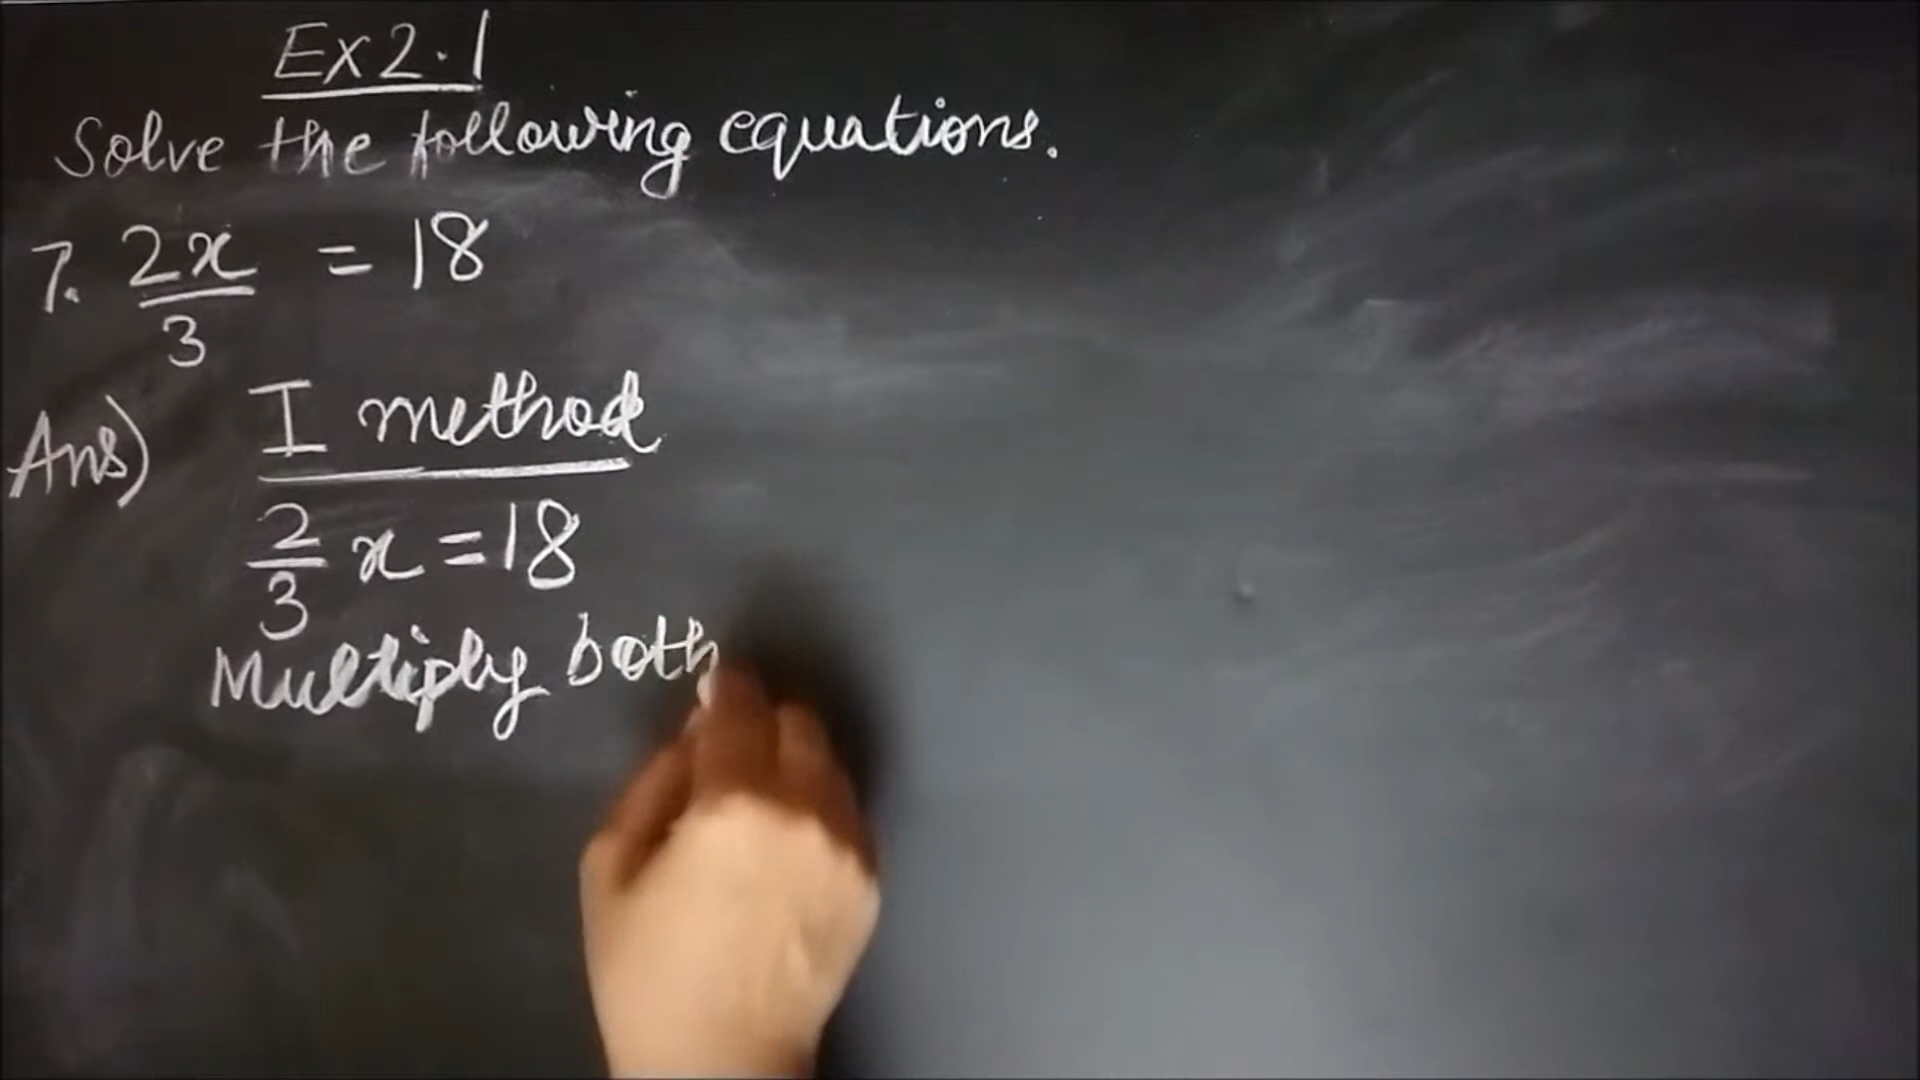 Ex 2.1
Solve the following equations.
7. 2x/3 = 18
Ans) I method
2/3 x = 18
Multiply both